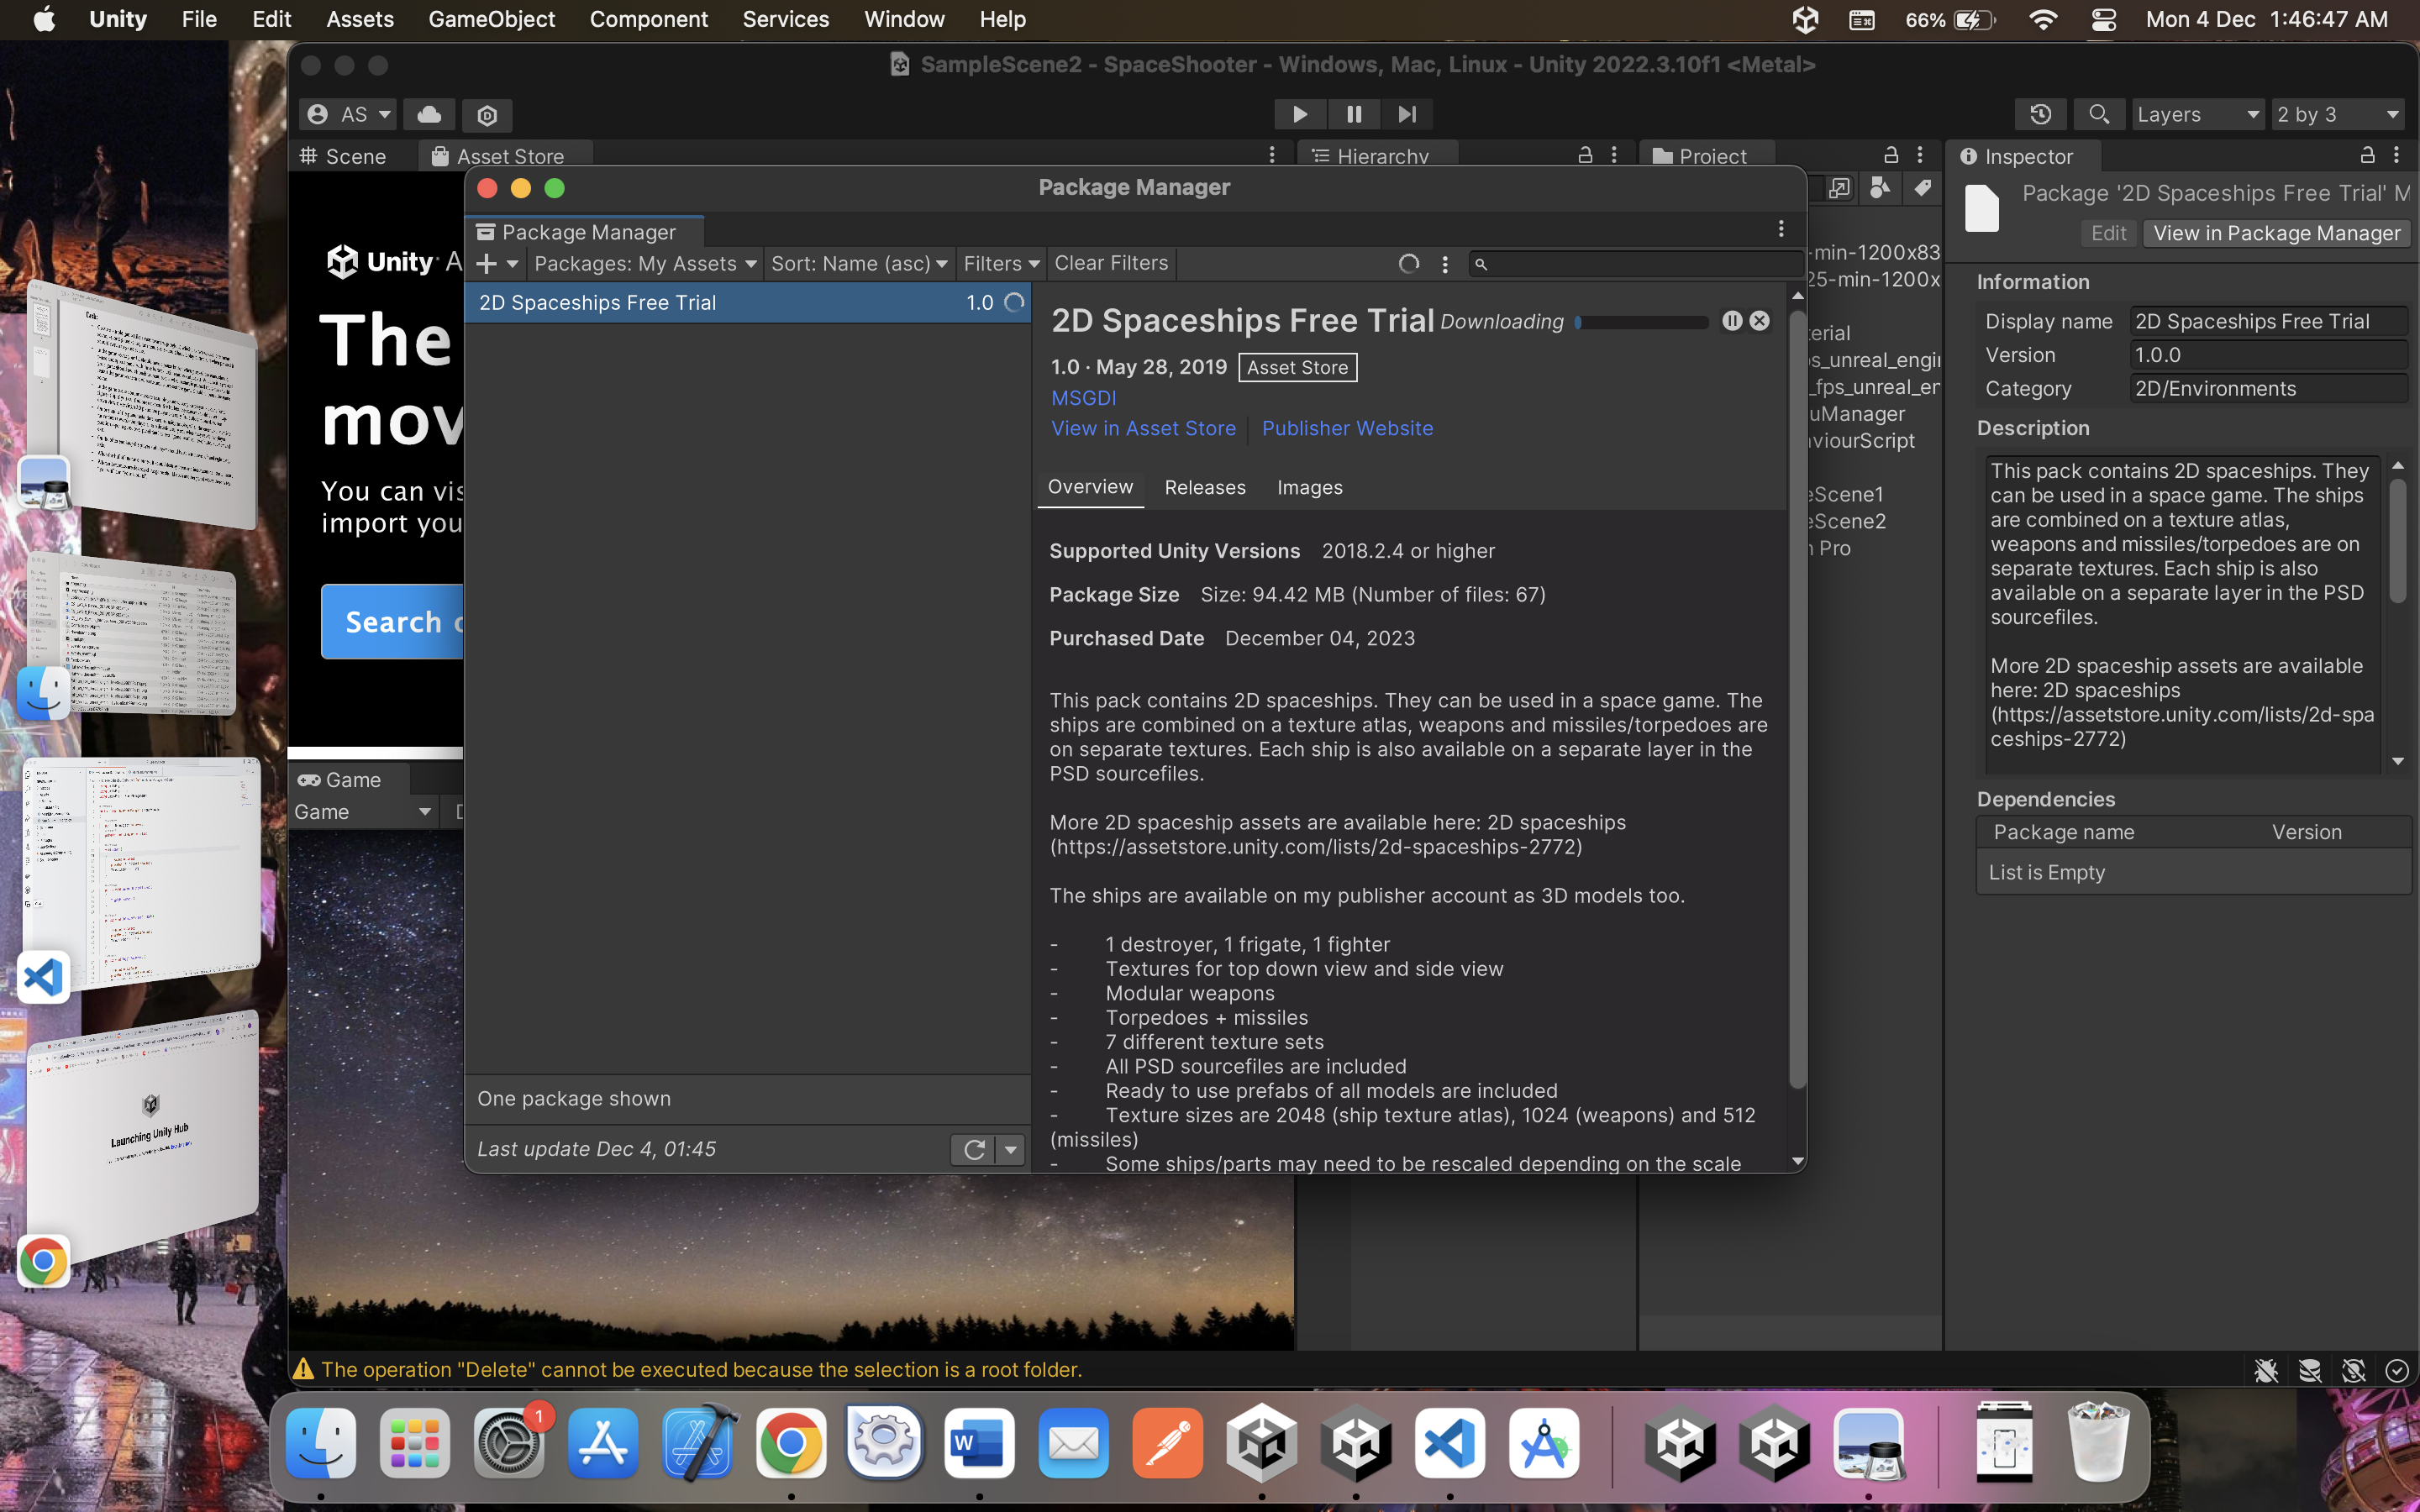 Unity File Edit Assets GameObject Component Services Window Help 66% Mon 4 Dec 1:46:47 AM
SampleScene2 - SpaceShooter - Windows, Mac, Linux - Unity 2022.3.10f1 <Metal>
AS Layers 2 by 3
Scene Asset Store Hierarchy Project Inspector
Package Manager
Package '2D Spaceships Free Trial' M
Edit View in Package Manager
Package Manager
Packages: My Assets Sort: Name (asc) Filters Clear Filters
2D Spaceships Free Trial 1.0
One package shown
Last update Dec 4, 01:45
2D Spaceships Free Trial Downloading
1.0 · May 28, 2019 Asset Store
MSGDI
View in Asset Store Publisher Website
Overview Releases Images
Supported Unity Versions 2018.2.4 or higher
Package Size Size: 94.42 MB (Number of files: 67)
Purchased Date December 04, 2023
This pack contains 2D spaceships. They can be used in a space game. The
ships are combined on a texture atlas, weapons and missiles/torpedoes are
on separate textures. Each ship is also available on a separate layer in the
PSD sourcefiles.
More 2D spaceship assets are available here: 2D spaceships
(https://assetstore.unity.com/lists/2d-spaceships-2772)
The ships are available on my publisher account as 3D models too.
- 1 destroyer, 1 frigate, 1 fighter
- Textures for top down view and side view
- Modular weapons
- Torpedoes + missiles
- 7 different texture sets
- All PSD sourcefiles are included
- Ready to use prefabs of all models are included
- Texture sizes are 2048 (ship texture atlas), 1024 (weapons) and 512
(missiles)
- Some ships/parts may need to be rescaled depending on the scale
Unity A
The
mov
You can vis
import you
Search o
Game
Game
-min-1200x83
25-min-1200x
erial
s_unreal_engi
_fps_unreal_er
uManager
viourScript
eScene1
eScene2
Pro
Information
Display name 2D Spaceships Free Trial
Version 1.0.0
Category 2D/Environments
Description
This pack contains 2D spaceships. They
can be used in a space game. The ships
are combined on a texture atlas,
weapons and missiles/torpedoes are on
separate textures. Each ship is also
available on a separate layer in the PSD
sourcefiles.
More 2D spaceship assets are available
here: 2D spaceships
(https://assetstore.unity.com/lists/2d-spa
ceships-2772)
Dependencies
Package name Version
List is Empty
Launching Unity Hub
The operation "Delete" cannot be executed because the selection is a root folder.
1
W